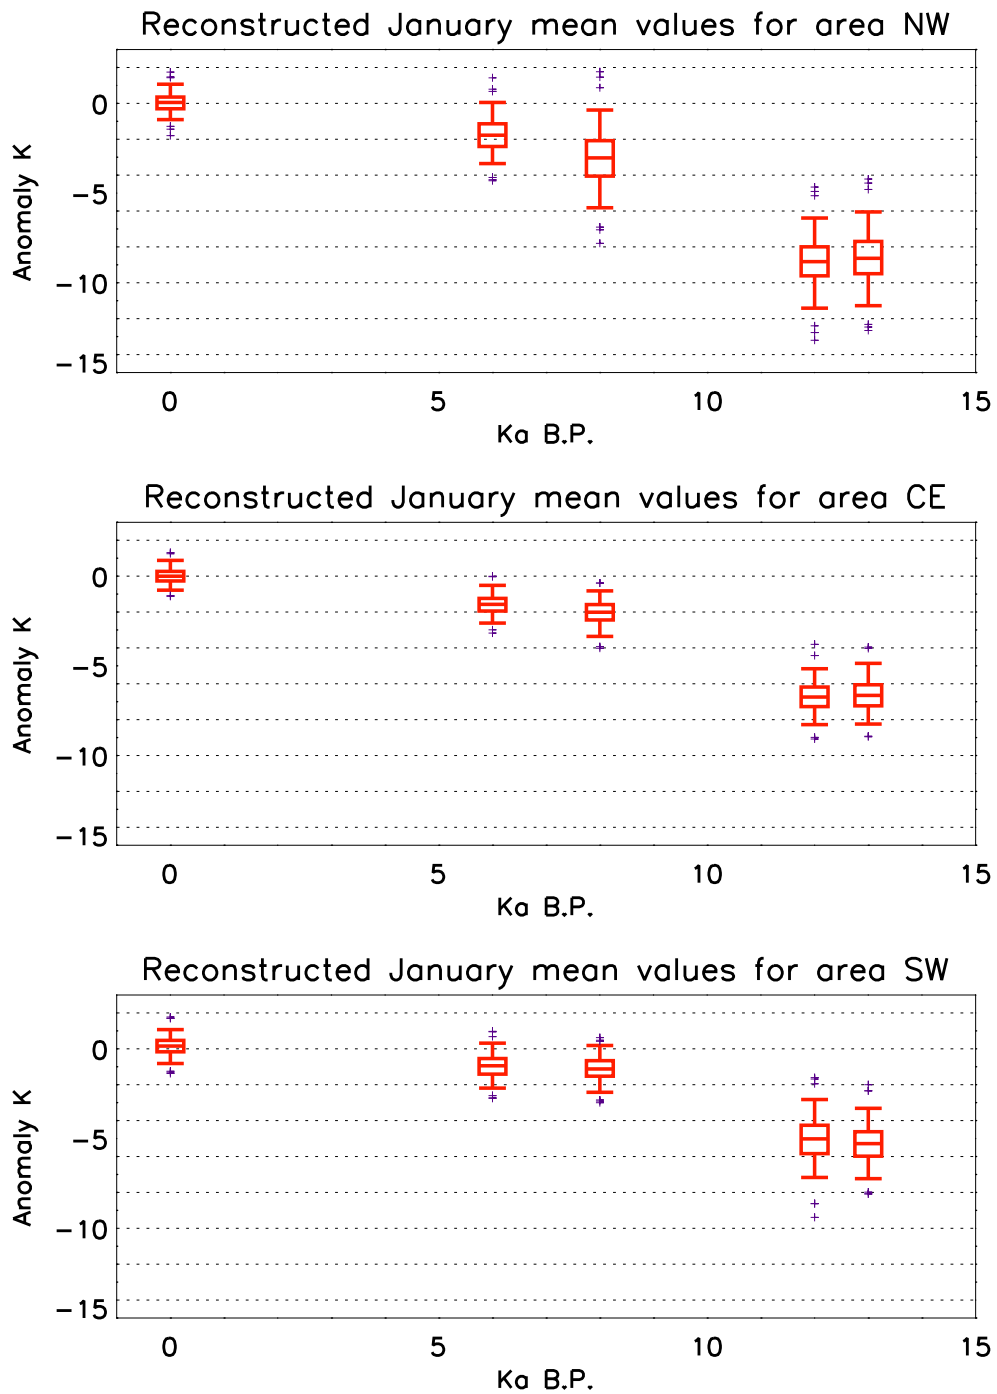 Reconstructed January mean values for area NW
0
-5
-10
-15
Anomaly K
0 5 10 15
Ka B.P.
Reconstructed January mean values for area CE
0
-5
-10
-15
Anomaly K
0 5 10 15
Ka B.P.
Reconstructed January mean values for area SW
0
-5
-10
-15
Anomaly K
0 5 10 15
Ka B.P.